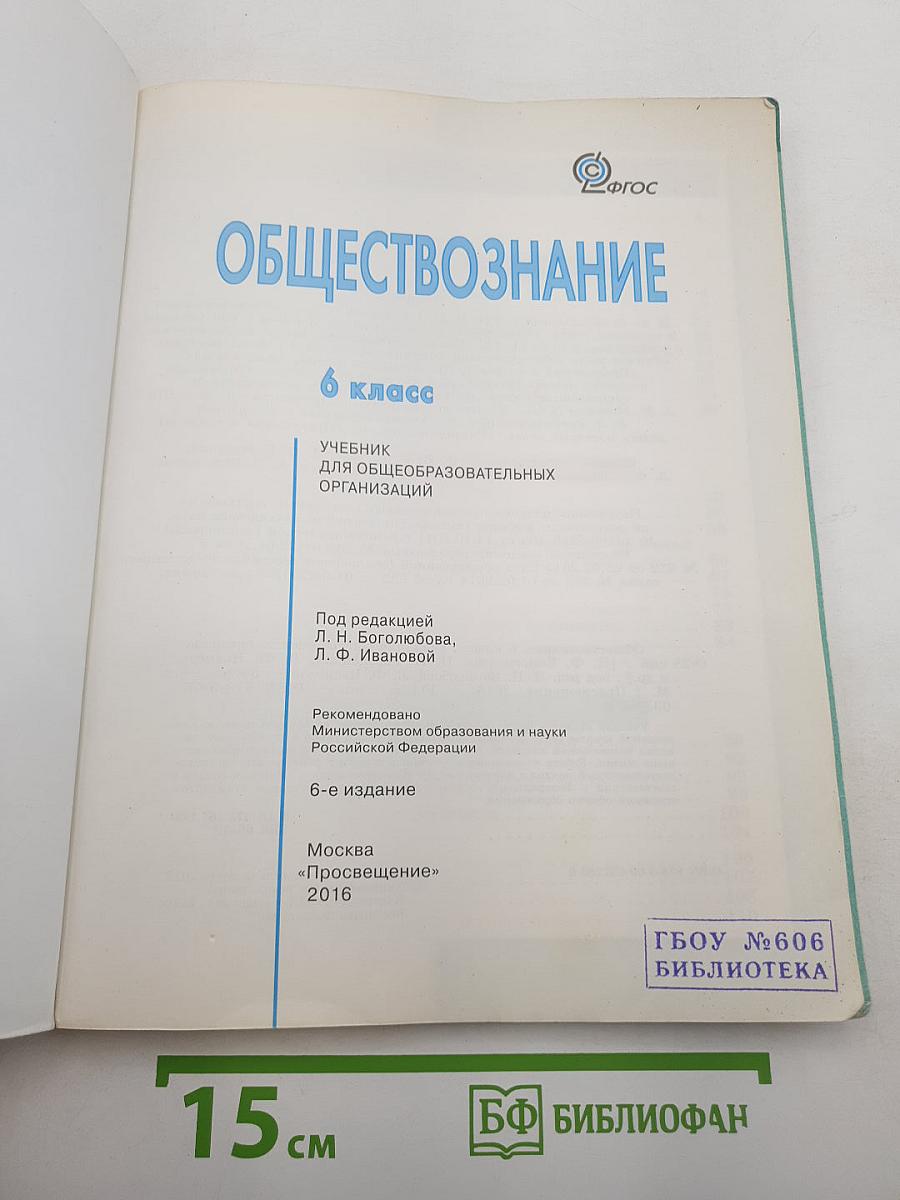 ФГОС
ОБЩЕСТВОЗНАНИЕ
6 класс
УЧЕБНИК
ДЛЯ ОБЩЕОБРАЗОВАТЕЛЬНЫХ
ОРГАНИЗАЦИЙ
Под редакцией
Л. Н. Боголюбова,
Л. Ф. Ивановой
Рекомендовано
Министерством образования и науки
Российской Федерации
6-е издание
Москва
«Просвещение»
2016
ГБОУ №606
БИБЛИОТЕКА
15 см
БФ БИБЛИОФАН